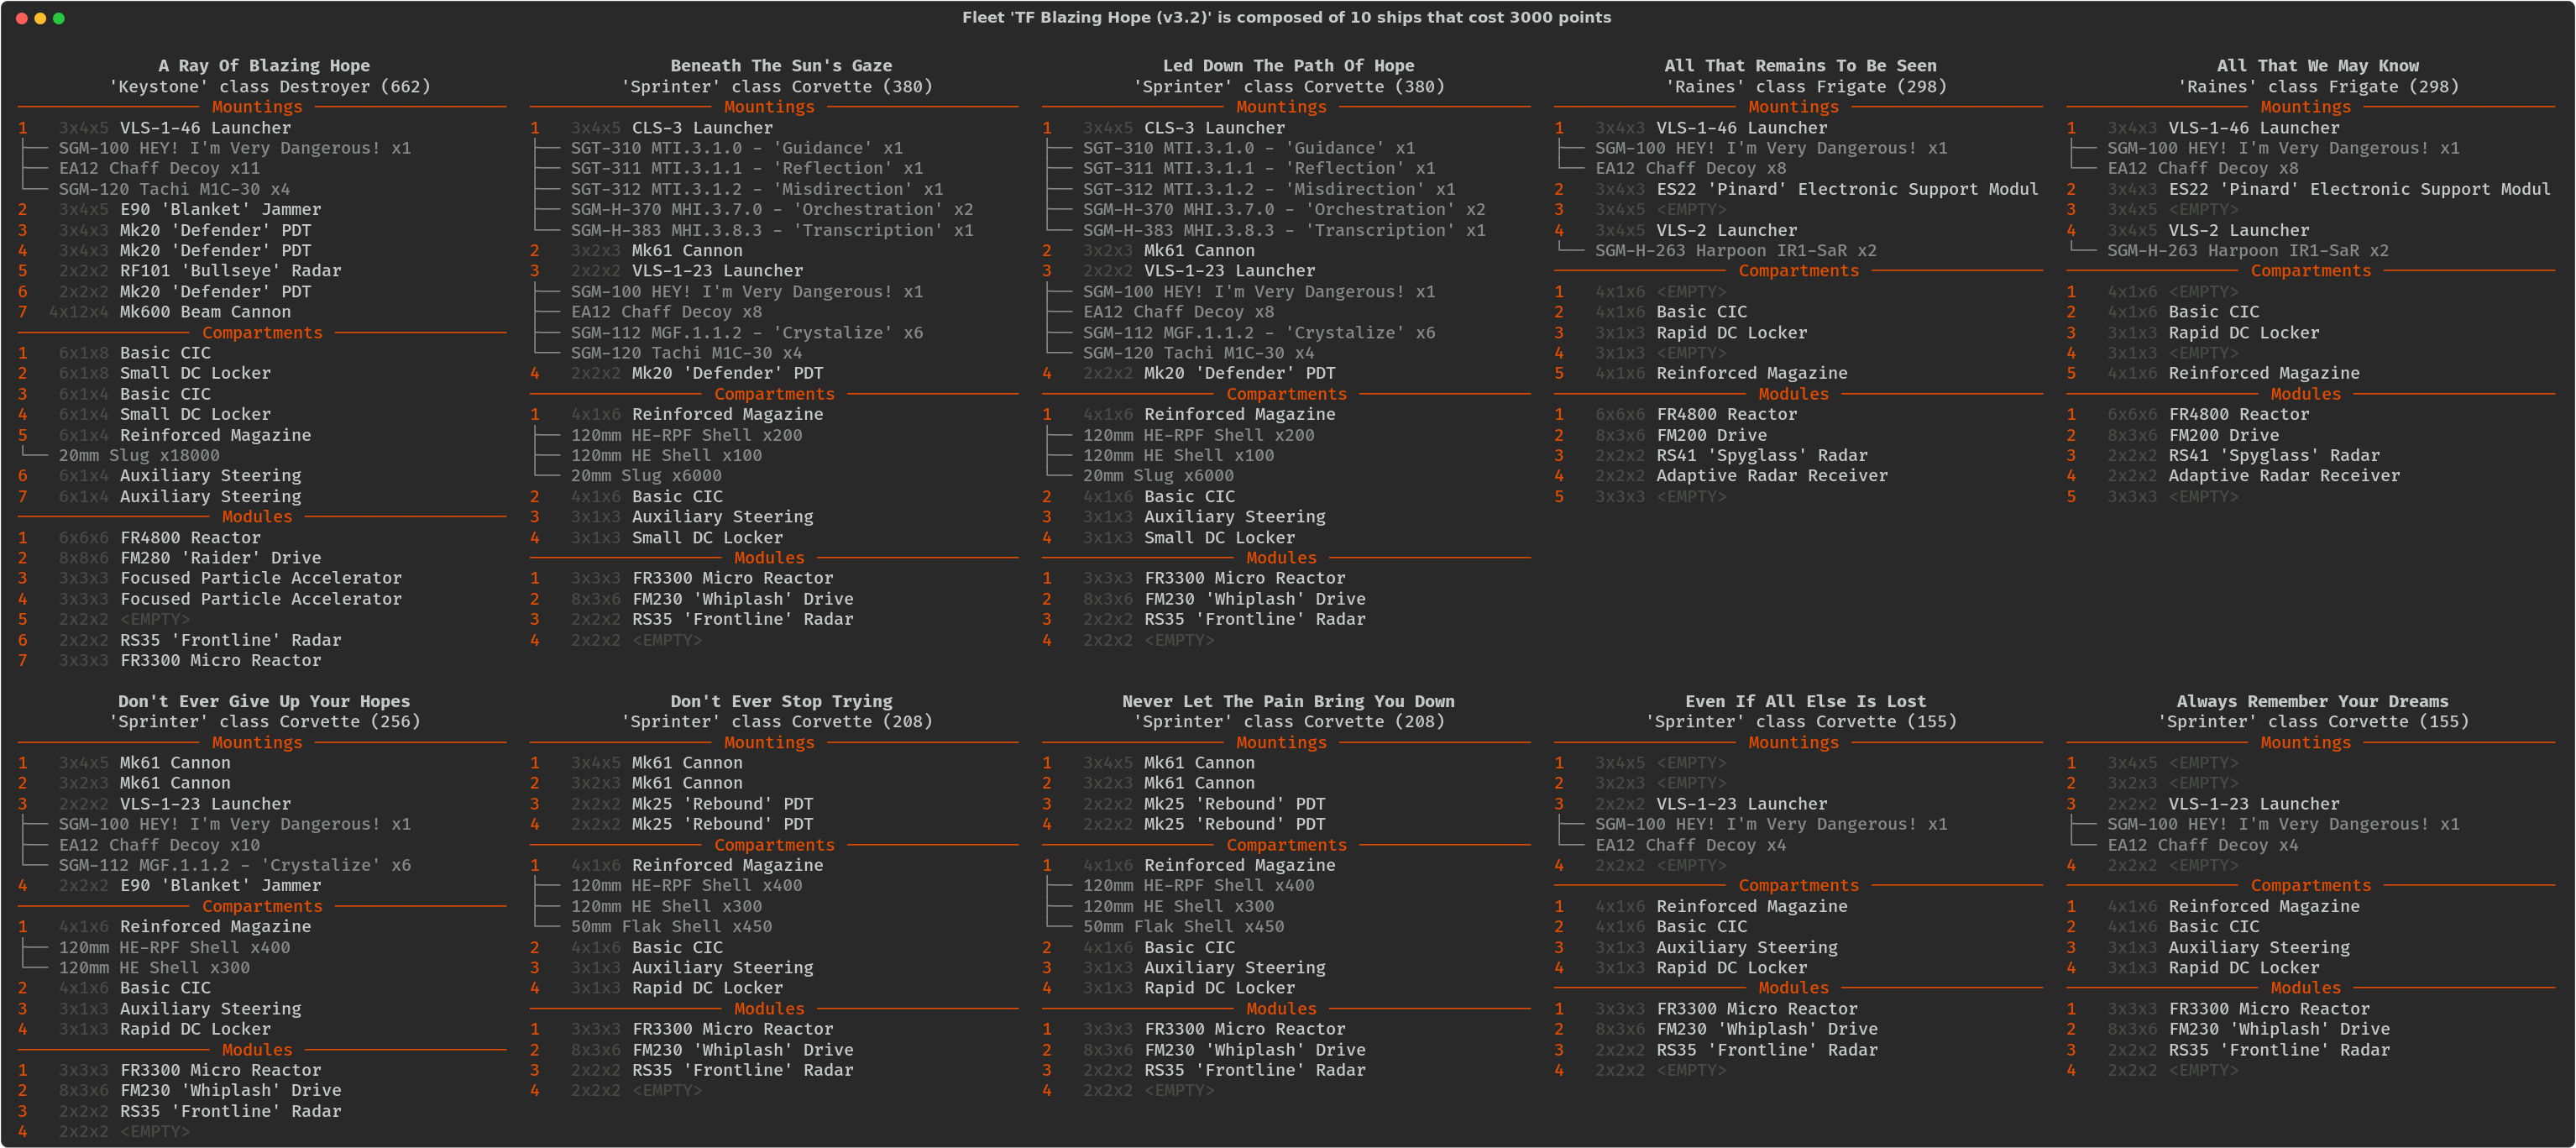 Fleet 'TF Blazing Hope (v3.2)' is composed of 10 ships that cost 3000 points
A Ray Of Blazing Hope
'Keystone' class Destroyer (662)
Mountings
1 3x4x5 VLS-1-46 Launcher
SGM-100 HEY! I'm Very Dangerous! x1
EA12 Chaff Decoy x11
SGM-120 Tachi M1C-30 x4
2 3x4x5 E90 'Blanket' Jammer
3 3x4x3 Mk20 'Defender' PDT
4 3x4x3 Mk20 'Defender' PDT
5 2x2x2 RF101 'Bullseye' Radar
6 2x2x2 Mk20 'Defender' PDT
7 4x12x4 Mk600 Beam Cannon
Compartments
1 6x1x8 Basic CIC
2 6x1x8 Small DC Locker
3 6x1x4 Basic CIC
4 6x1x4 Small DC Locker
5 6x1x4 Reinforced Magazine
20mm Slug x18000
6 6x1x4 Auxiliary Steering
7 6x1x4 Auxiliary Steering
Modules
1 6x6x6 FR4800 Reactor
2 8x8x6 FM280 'Raider' Drive
3 3x3x3 Focused Particle Accelerator
4 3x3x3 Focused Particle Accelerator
5 2x2x2 <EMPTY>
6 2x2x2 RS35 'Frontline' Radar
7 3x3x3 FR3300 Micro Reactor
Beneath The Sun's Gaze
'Sprinter' class Corvette (380)
Mountings
1 3x4x5 CLS-3 Launcher
SGT-310 MTI.3.1.0 - 'Guidance' x1
SGT-311 MTI.3.1.1 - 'Reflection' x1
SGT-312 MTI.3.1.2 - 'Misdirection' x1
SGM-H-370 MHI.3.7.0 - 'Orchestration' x2
SGM-H-383 MHI.3.8.3 - 'Transcription' x1
2 3x2x3 Mk61 Cannon
3 2x2x2 VLS-1-23 Launcher
SGM-100 HEY! I'm Very Dangerous! x1
EA12 Chaff Decoy x8
SGM-112 MGF.1.1.2 - 'Crystalize' x6
SGM-120 Tachi M1C-30 x4
4 2x2x2 Mk20 'Defender' PDT
Compartments
1 4x1x6 Reinforced Magazine
120mm HE-RPF Shell x200
120mm HE Shell x100
20mm Slug x6000
2 4x1x6 Basic CIC
3 3x1x3 Auxiliary Steering
4 3x1x3 Small DC Locker
Modules
1 3x3x3 FR3300 Micro Reactor
2 8x3x6 FM230 'Whiplash' Drive
3 2x2x2 RS35 'Frontline' Radar
4 2x2x2 <EMPTY>
Led Down The Path Of Hope
'Sprinter' class Corvette (380)
Mountings
1 3x4x5 CLS-3 Launcher
SGT-310 MTI.3.1.0 - 'Guidance' x1
SGT-311 MTI.3.1.1 - 'Reflection' x1
SGT-312 MTI.3.1.2 - 'Misdirection' x1
SGM-H-370 MHI.3.7.0 - 'Orchestration' x2
SGM-H-383 MHI.3.8.3 - 'Transcription' x1
2 3x2x3 Mk61 Cannon
3 2x2x2 VLS-1-23 Launcher
SGM-100 HEY! I'm Very Dangerous! x1
EA12 Chaff Decoy x8
SGM-112 MGF.1.1.2 - 'Crystalize' x6
SGM-120 Tachi M1C-30 x4
4 2x2x2 Mk20 'Defender' PDT
Compartments
1 4x1x6 Reinforced Magazine
120mm HE-RPF Shell x200
120mm HE Shell x100
20mm Slug x6000
2 4x1x6 Basic CIC
3 3x1x3 Auxiliary Steering
4 3x1x3 Small DC Locker
Modules
1 3x3x3 FR3300 Micro Reactor
2 8x3x6 FM230 'Whiplash' Drive
3 2x2x2 RS35 'Frontline' Radar
4 2x2x2 <EMPTY>
All That Remains To Be Seen
'Raines' class Frigate (298)
Mountings
1 3x4x3 VLS-1-46 Launcher
SGM-100 HEY! I'm Very Dangerous! x1
EA12 Chaff Decoy x8
2 3x4x3 ES22 'Pinard' Electronic Support Modul
3 3x4x5 <EMPTY>
4 3x4x5 VLS-2 Launcher
SGM-H-263 Harpoon IR1-SaR x2
Compartments
1 4x1x6 <EMPTY>
2 4x1x6 Basic CIC
3 3x1x3 Rapid DC Locker
4 3x1x3 <EMPTY>
5 4x1x6 Reinforced Magazine
Modules
1 6x6x6 FR4800 Reactor
2 8x3x6 FM200 Drive
3 2x2x2 RS41 'Spyglass' Radar
4 2x2x2 Adaptive Radar Receiver
5 3x3x3 <EMPTY>
All That We May Know
'Raines' class Frigate (298)
Mountings
1 3x4x3 VLS-1-46 Launcher
SGM-100 HEY! I'm Very Dangerous! x1
EA12 Chaff Decoy x8
2 3x4x3 ES22 'Pinard' Electronic Support Modul
3 3x4x5 <EMPTY>
4 3x4x5 VLS-2 Launcher
SGM-H-263 Harpoon IR1-SaR x2
Compartments
1 4x1x6 <EMPTY>
2 4x1x6 Basic CIC
3 3x1x3 Rapid DC Locker
4 3x1x3 <EMPTY>
5 4x1x6 Reinforced Magazine
Modules
1 6x6x6 FR4800 Reactor
2 8x3x6 FM200 Drive
3 2x2x2 RS41 'Spyglass' Radar
4 2x2x2 Adaptive Radar Receiver
5 3x3x3 <EMPTY>
Don't Ever Give Up Your Hopes
'Sprinter' class Corvette (256)
Mountings
1 3x4x5 Mk61 Cannon
2 3x2x3 Mk61 Cannon
3 2x2x2 VLS-1-23 Launcher
SGM-100 HEY! I'm Very Dangerous! x1
EA12 Chaff Decoy x10
SGM-112 MGF.1.1.2 - 'Crystalize' x6
4 2x2x2 E90 'Blanket' Jammer
Compartments
1 4x1x6 Reinforced Magazine
120mm HE-RPF Shell x400
120mm HE Shell x300
2 4x1x6 Basic CIC
3 3x1x3 Auxiliary Steering
4 3x1x3 Rapid DC Locker
Modules
1 3x3x3 FR3300 Micro Reactor
2 8x3x6 FM230 'Whiplash' Drive
3 2x2x2 RS35 'Frontline' Radar
4 2x2x2 <EMPTY>
Don't Ever Stop Trying
'Sprinter' class Corvette (208)
Mountings
1 3x4x5 Mk61 Cannon
2 3x2x3 Mk61 Cannon
3 2x2x2 Mk25 'Rebound' PDT
4 2x2x2 Mk25 'Rebound' PDT
Compartments
1 4x1x6 Reinforced Magazine
120mm HE-RPF Shell x400
120mm HE Shell x300
50mm Flak Shell x450
2 4x1x6 Basic CIC
3 3x1x3 Auxiliary Steering
4 3x1x3 Rapid DC Locker
Modules
1 3x3x3 FR3300 Micro Reactor
2 8x3x6 FM230 'Whiplash' Drive
3 2x2x2 RS35 'Frontline' Radar
4 2x2x2 <EMPTY>
Never Let The Pain Bring You Down
'Sprinter' class Corvette (208)
Mountings
1 3x4x5 Mk61 Cannon
2 3x2x3 Mk61 Cannon
3 2x2x2 Mk25 'Rebound' PDT
4 2x2x2 Mk25 'Rebound' PDT
Compartments
1 4x1x6 Reinforced Magazine
120mm HE-RPF Shell x400
120mm HE Shell x300
50mm Flak Shell x450
2 4x1x6 Basic CIC
3 3x1x3 Auxiliary Steering
4 3x1x3 Rapid DC Locker
Modules
1 3x3x3 FR3300 Micro Reactor
2 8x3x6 FM230 'Whiplash' Drive
3 2x2x2 RS35 'Frontline' Radar
4 2x2x2 <EMPTY>
Even If All Else Is Lost
'Sprinter' class Corvette (155)
Mountings
1 3x4x5 <EMPTY>
2 3x2x3 <EMPTY>
3 2x2x2 VLS-1-23 Launcher
SGM-100 HEY! I'm Very Dangerous! x1
EA12 Chaff Decoy x4
4 2x2x2 <EMPTY>
Compartments
1 4x1x6 Reinforced Magazine
2 4x1x6 Basic CIC
3 3x1x3 Auxiliary Steering
4 3x1x3 Rapid DC Locker
Modules
1 3x3x3 FR3300 Micro Reactor
2 8x3x6 FM230 'Whiplash' Drive
3 2x2x2 RS35 'Frontline' Radar
4 2x2x2 <EMPTY>
Always Remember Your Dreams
'Sprinter' class Corvette (155)
Mountings
1 3x4x5 <EMPTY>
2 3x2x3 <EMPTY>
3 2x2x2 VLS-1-23 Launcher
SGM-100 HEY! I'm Very Dangerous! x1
EA12 Chaff Decoy x4
4 2x2x2 <EMPTY>
Compartments
1 4x1x6 Reinforced Magazine
2 4x1x6 Basic CIC
3 3x1x3 Auxiliary Steering
4 3x1x3 Rapid DC Locker
Modules
1 3x3x3 FR3300 Micro Reactor
2 8x3x6 FM230 'Whiplash' Drive
3 2x2x2 RS35 'Frontline' Radar
4 2x2x2 <EMPTY>